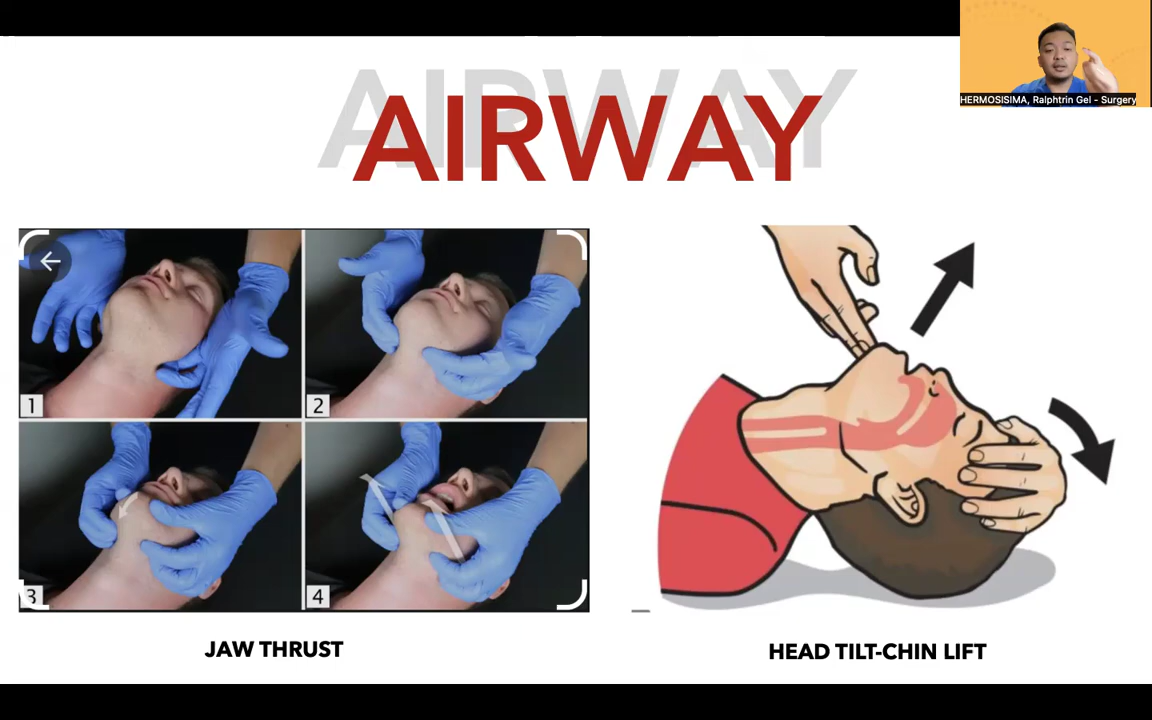 AIRWAY
HERMOSISIMA, Ralphtrin Gel - Surgery
1
2
3
4
JAW THRUST
HEAD TILT-CHIN LIFT